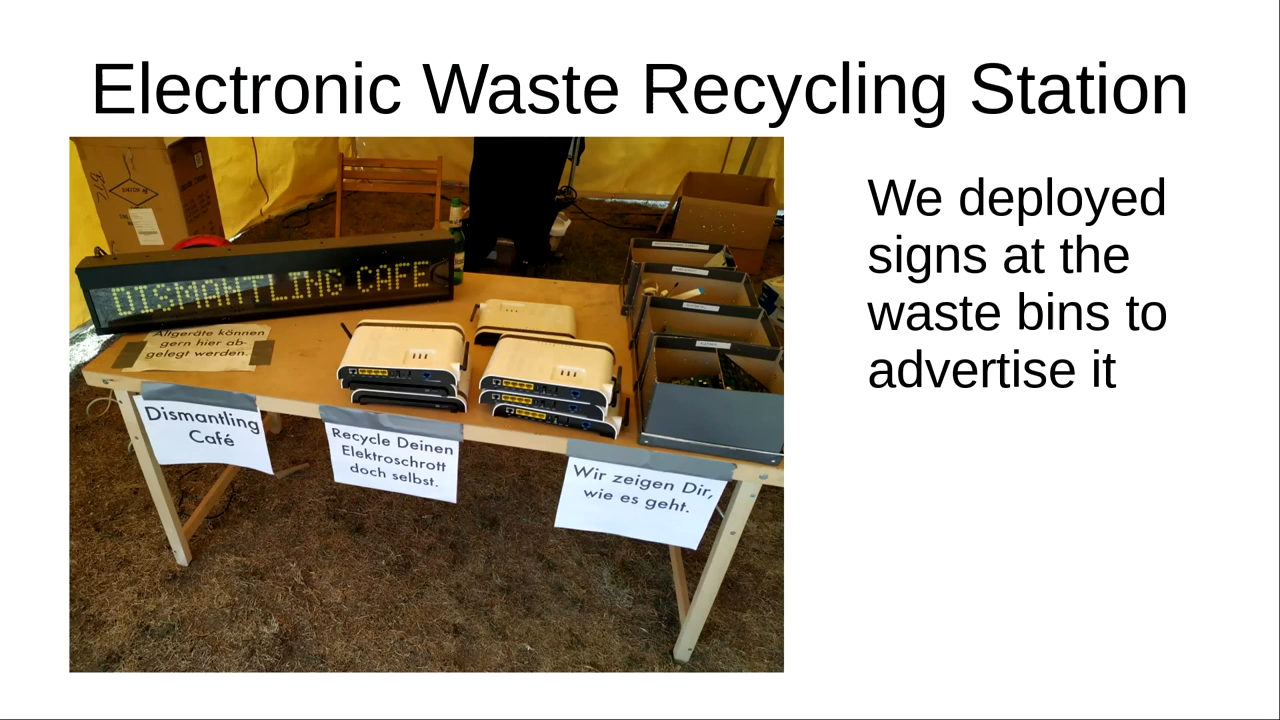 Electronic Waste Recycling Station
We deployed
signs at the
waste bins to
advertise it
DISMANTLING CAFE
Altgeräte können
gern hier ab-
gelegt werden.
Dismantling
Café
Recycle Deinen
Elektroschrott
doch selbst.
Wir zeigen Dir,
wie es geht.